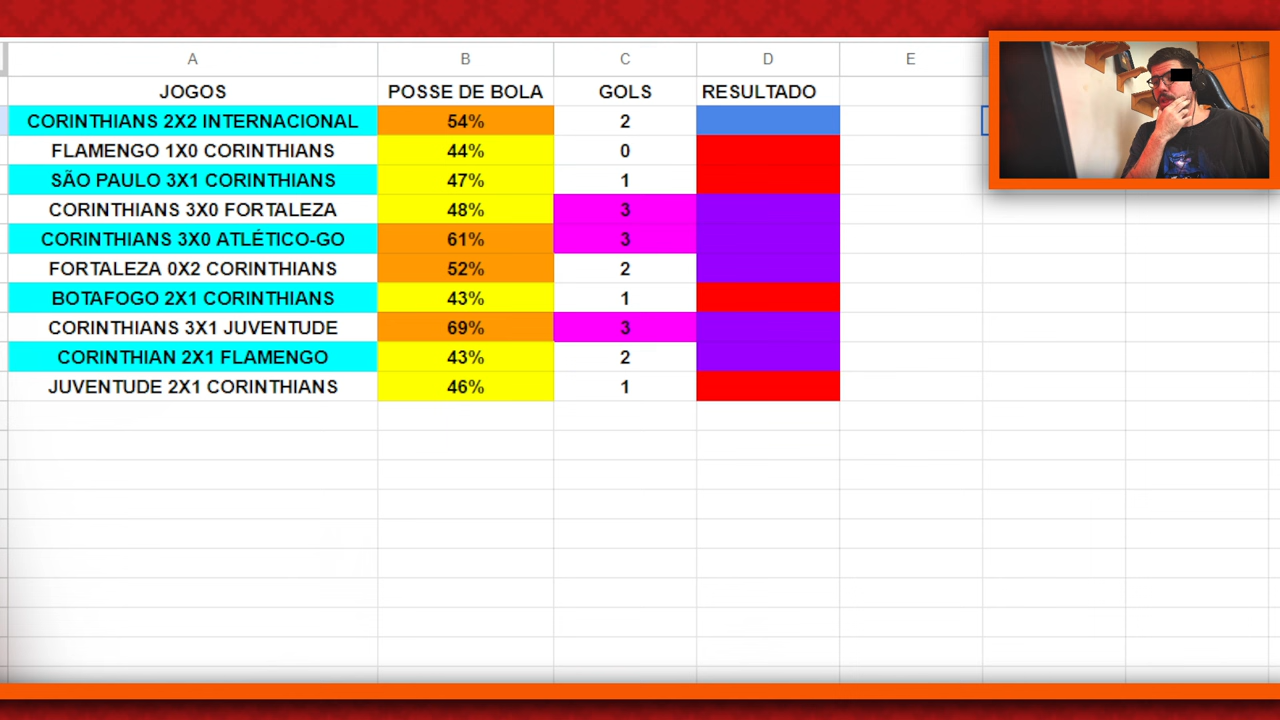 A B C D E
JOGOS POSSE DE BOLA GOLS RESULTADO
CORINTHIANS 2X2 INTERNACIONAL 54% 2
FLAMENGO 1X0 CORINTHIANS 44% 0
SÃO PAULO 3X1 CORINTHIANS 47% 1
CORINTHIANS 3X0 FORTALEZA 48% 3
CORINTHIANS 3X0 ATLÉTICO-GO 61% 3
FORTALEZA 0X2 CORINTHIANS 52% 2
BOTAFOGO 2X1 CORINTHIANS 43% 1
CORINTHIANS 3X1 JUVENTUDE 69% 3
CORINTHIAN 2X1 FLAMENGO 43% 2
JUVENTUDE 2X1 CORINTHIANS 46% 1